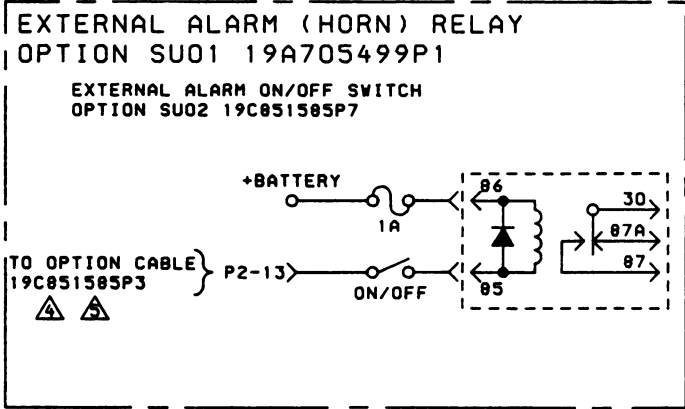 EXTERNAL ALARM (HORN) RELAY
OPTION SU01 19A705499P1
EXTERNAL ALARM ON/OFF SWITCH
OPTION SU02 19C851585P7
+BATTERY
1A
86
30
87A
87
85
TO OPTION CABLE
19C851585P3
P2-13
ON/OFF
4 5